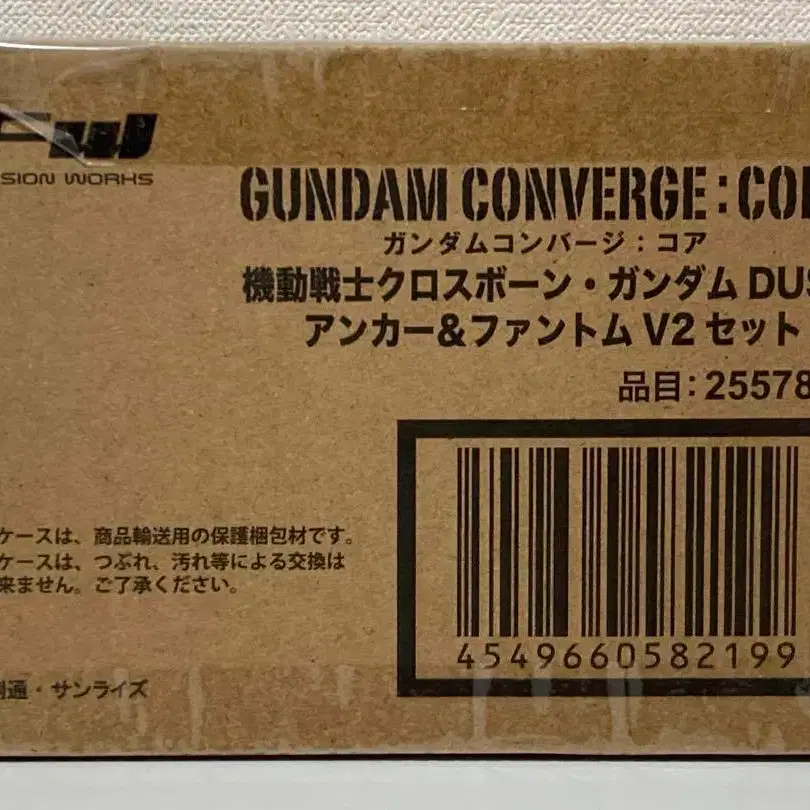 FW
SION WORKS
GUNDAM CONVERGE:CO
ガンダムコンバージ：コア
機動戦士クロスボーン・ガンダム DUS
アンカー&ファントム V2 セット
品目：25578
ケースは、商品輸送用の保護梱包材です。
ケースは、つぶれ、汚れ等による交換は
来ません。ご了承ください。
4549660582199
通・サンライズ